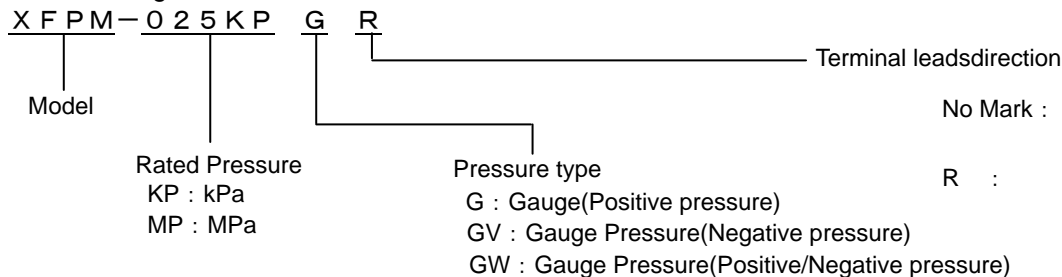 ＸＦＰＭ－０２５ＫＰ Ｇ Ｒ
Terminal leadsdirection
Model
No Mark：
Rated Pressure
KP：kPa
MP：MPa
Pressure type
G：Gauge(Positive pressure)
GV：Gauge Pressure(Negative pressure)
GW：Gauge Pressure(Positive/Negative pressure)
R ：